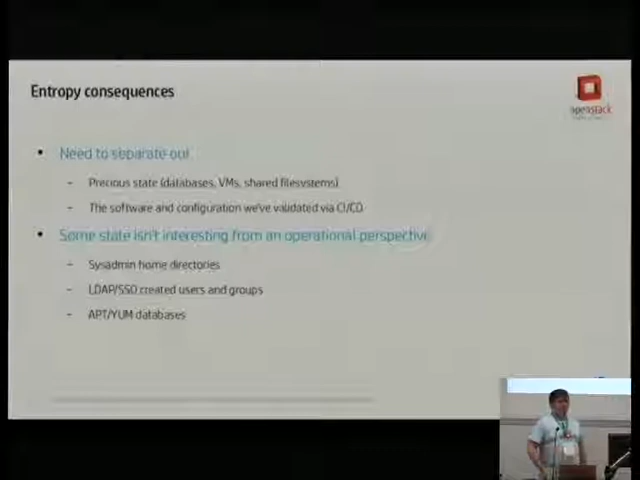 Entropy consequences
openstack
Need to separate out
Precious state (databases, VMs, shared filesystems)
The software and configuration we've validated via CI/CD
Some state isn't interesting from an operational perspective
Sysadmin home directories
LDAP/SSO created users and groups
APT/YUM databases